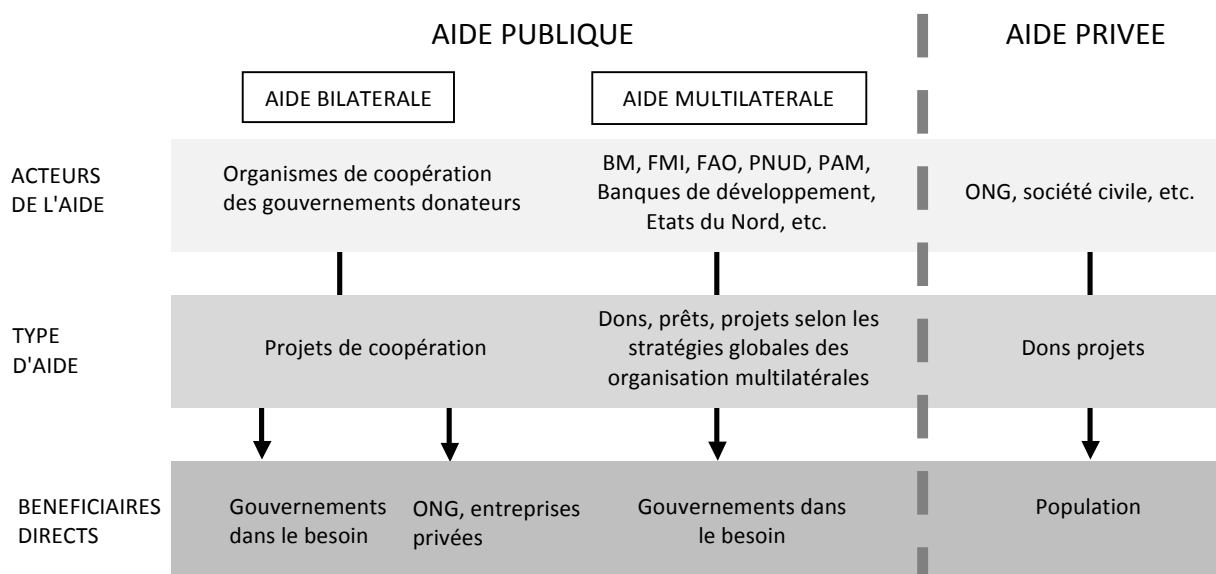 AIDE PUBLIQUE
AIDE PRIVEE
AIDE BILATERALE
AIDE MULTILATERALE
ACTEURS
DE L'AIDE
Organismes de coopération
des gouvernements donateurs
BM, FMI, FAO, PNUD, PAM,
Banques de développement,
Etats du Nord, etc.
ONG, société civile, etc.
TYPE
D'AIDE
Projets de coopération
Dons, prêts, projets selon les
stratégies globales des
organisation multilatérales
Dons projets
BENEFICIAIRES
DIRECTS
Gouvernements
dans le besoin
ONG, entreprises
privées
Gouvernements dans
le besoin
Population